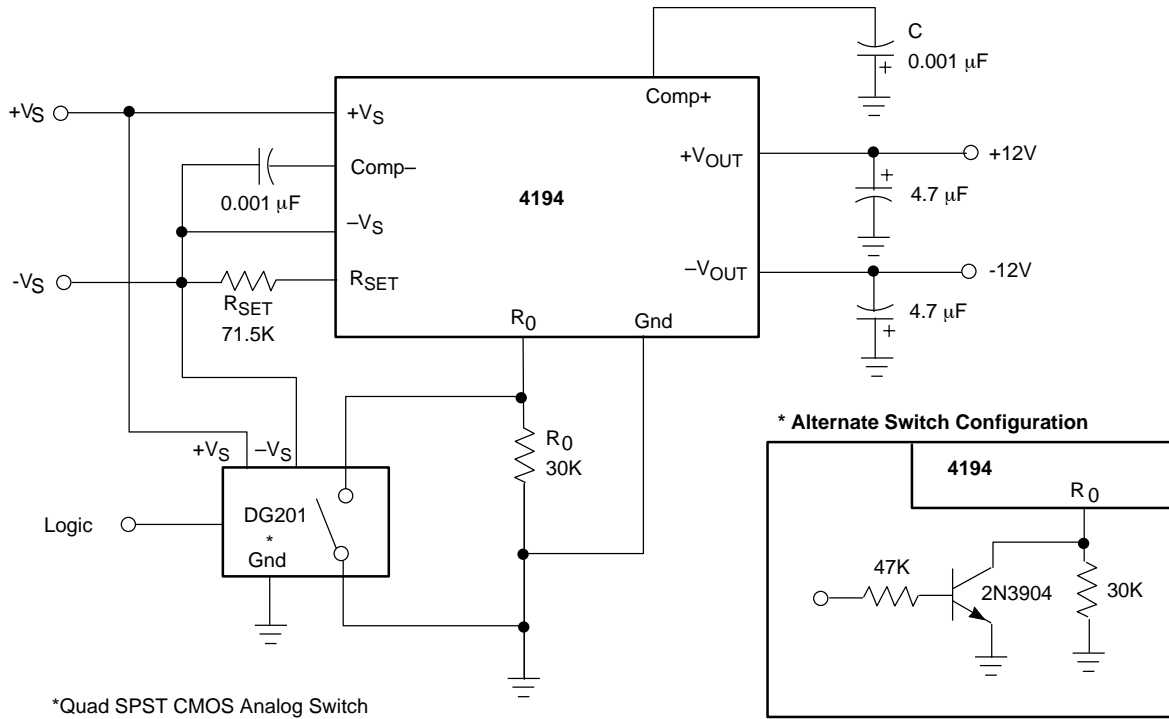 C
0.001 μF
Comp+
+VS
+VS
+VOUT
+
+12V
Comp–
0.001 μF
4194
+
4.7 μF
–VS
-VS
RSET
–VOUT
-12V
RSET
71.5K
R0
Gnd
4.7 μF
+
* Alternate Switch Configuration
+VS
–VS
R0
30K
4194
R0
Logic
DG201
*
Gnd
47K
2N3904
30K
*Quad SPST CMOS Analog Switch